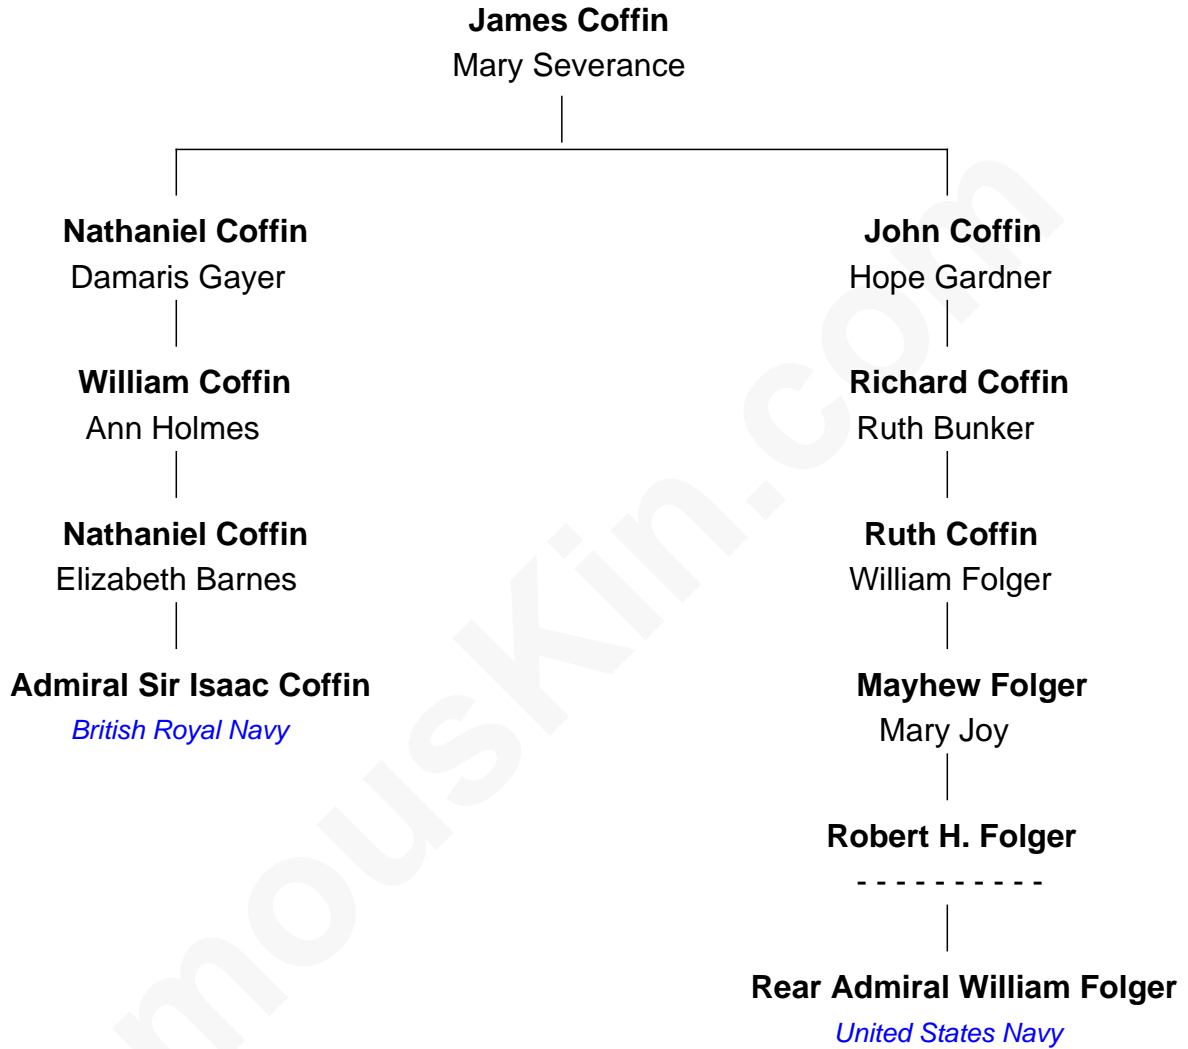 James Coffin
Mary Severance
Nathaniel Coffin
Damaris Gayer
William Coffin
Ann Holmes
Nathaniel Coffin
Elizabeth Barnes
Admiral Sir Isaac Coffin
British Royal Navy
John Coffin
Hope Gardner
Richard Coffin
Ruth Bunker
Ruth Coffin
William Folger
Mayhew Folger
Mary Joy
Robert H. Folger
- - - - - - - - - -
Rear Admiral William Folger
United States Navy
mousKin.com